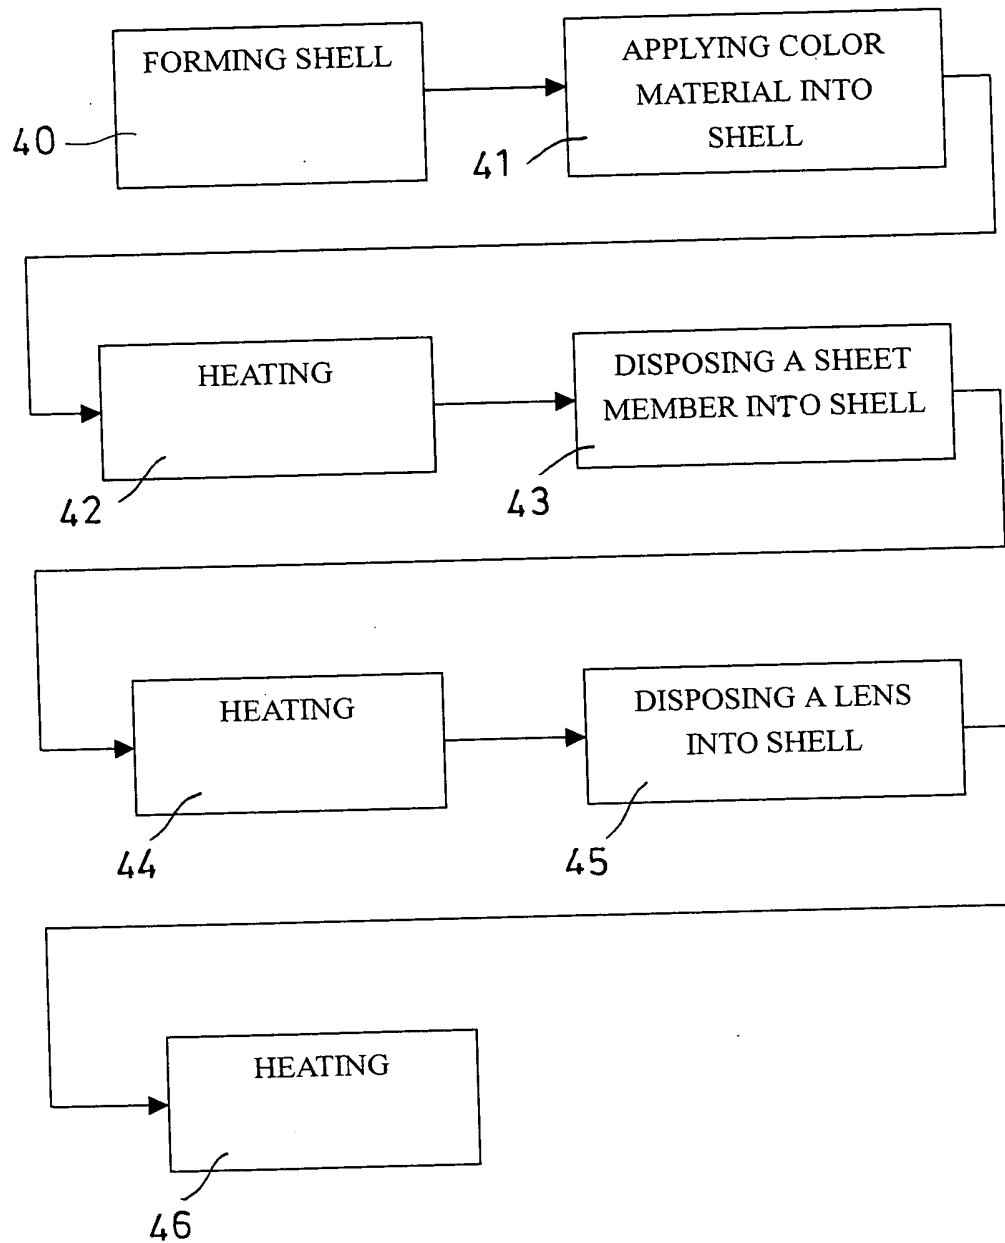 FORMING SHELL
40
APPLYING COLOR
MATERIAL INTO
SHELL
41
HEATING
42
DISPOSING A SHEET
MEMBER INTO SHELL
43
HEATING
44
DISPOSING A LENS
INTO SHELL
45
HEATING
46